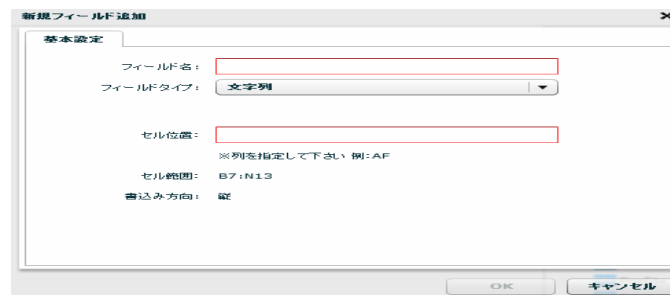 新規フィールド追加
基本設定
フィールド名:
フィールドタイプ: 文字列
セル位置:
※列を指定して下さい 例:AF
セル範囲: B7:N13
書込み方向: 縦
OK キャンセル